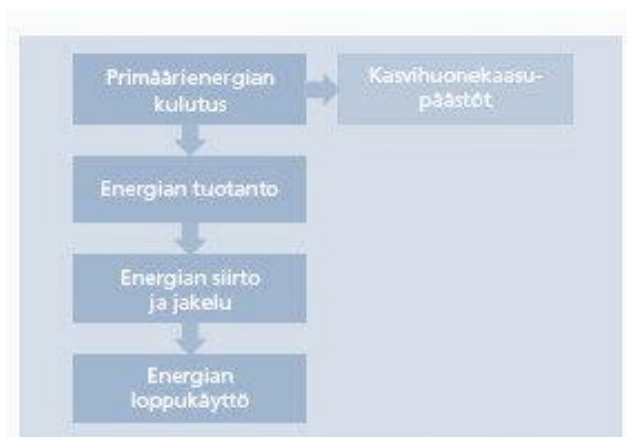 Primäärienergian
kulutus
Kasvihuonekaasu-
päästöt
Energian tuotanto
Energian siirto
ja jakelu
Energian
loppukäyttö